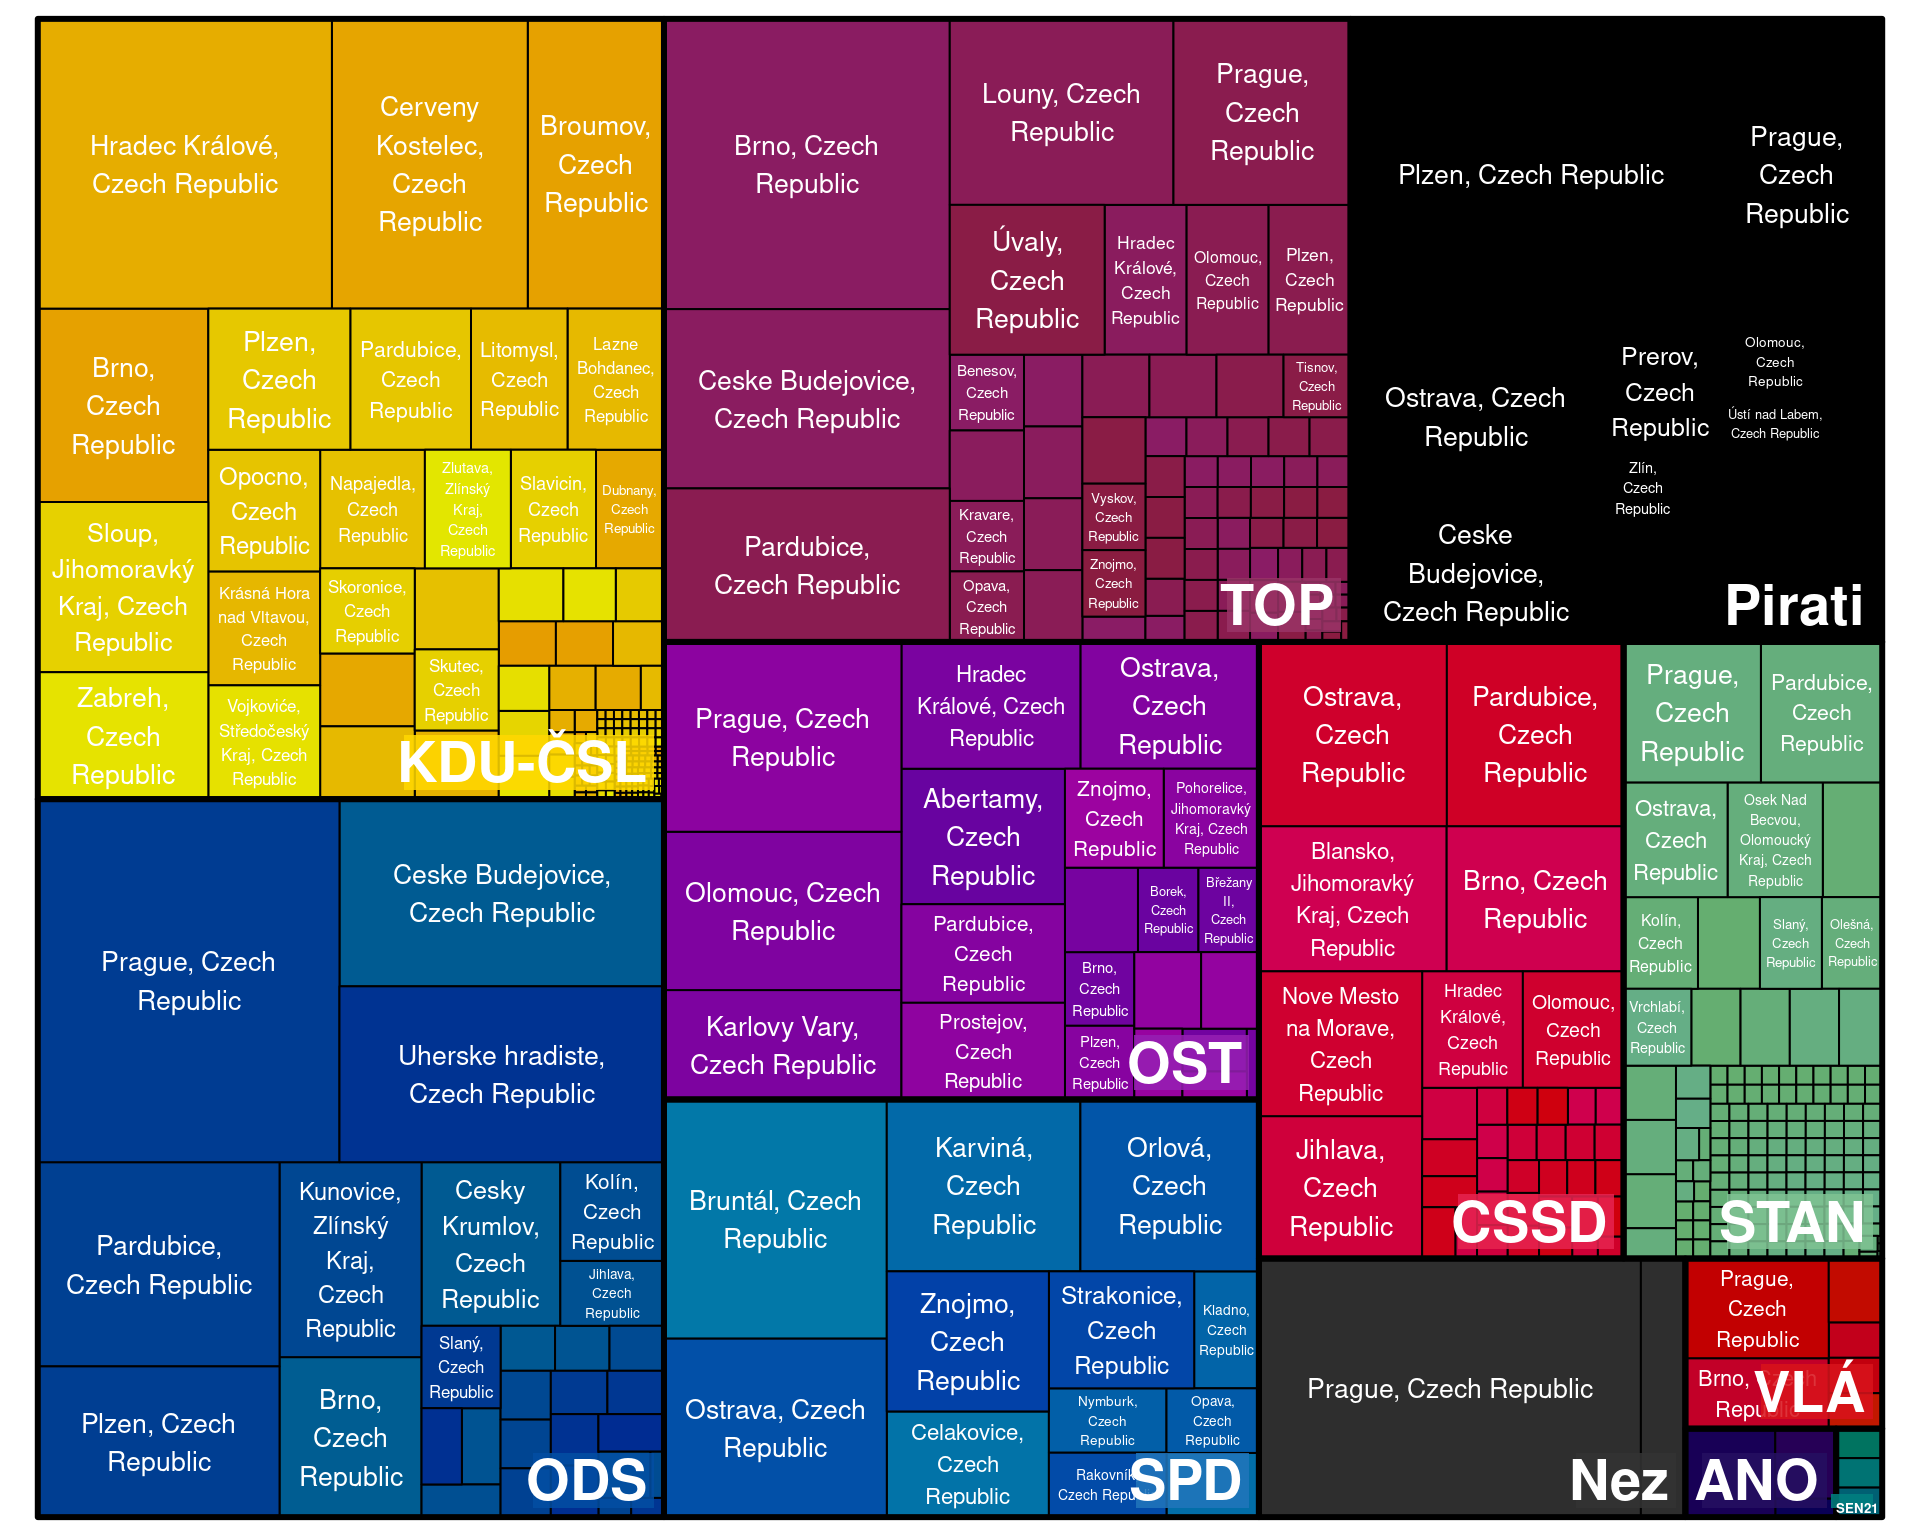 Hradec Králové,
Czech Republic
Cerveny
Kostelec,
Czech
Republic
Broumov,
Czech
Republic
Brno,
Czech
Republic
Plzen,
Czech
Republic
Pardubice,
Czech
Republic
Litomysl,
Czech
Republic
Lazne
Bohdanec,
Czech
Republic
Sloup,
Jihomoravký
Kraj, Czech
Republic
Opocno,
Czech
Republic
Napajedla,
Czech
Republic
Zlutava,
Zlínský
Kraj,
Czech
Republic
Slavicin,
Czech
Republic
Dubnany,
Czech
Republic
Krásná Hora
nad Vltavou,
Czech
Republic
Skoronice,
Czech
Republic
Zabreh,
Czech
Republic
Vojkoviće,
Středočeský
Kraj, Czech
Republic
Skutec,
Czech
Republic
KDU-ČSL
Brno, Czech
Republic
Louny, Czech
Republic
Prague,
Czech
Republic
Úvaly,
Czech
Republic
Hradec
Králové,
Czech
Republic
Olomouc,
Czech
Republic
Plzen,
Czech
Republic
Ceske Budejovice,
Czech Republic
Benesov,
Czech
Republic
Tisnov,
Czech
Republic
Pardubice,
Czech Republic
Kravare,
Czech
Republic
Vyskov,
Czech
Republic
Opava,
Czech
Republic
Znojmo,
Czech
Republic
TOP
Plzen, Czech Republic
Prague,
Czech
Republic
Ostrava, Czech
Republic
Prerov,
Czech
Republic
Olomouc,
Czech
Republic
Ústí nad Labem,
Czech Republic
Zlín,
Czech
Republic
Ceske
Budejovice,
Czech Republic
Pirati
Prague, Czech
Republic
Ceske Budejovice,
Czech Republic
Uherske hradiste,
Czech Republic
Pardubice,
Czech Republic
Kunovice,
Zlínský
Kraj,
Czech
Republic
Cesky
Krumlov,
Czech
Republic
Kolín,
Czech
Republic
Jihlava,
Czech
Republic
Plzen, Czech
Republic
Brno,
Czech
Republic
Slaný,
Czech
Republic
ODS
Prague, Czech
Republic
Hradec
Králové, Czech
Republic
Ostrava,
Czech
Republic
Abertamy,
Czech
Republic
Znojmo,
Czech
Republic
Pohorelice,
Jihomoravký
Kraj, Czech
Republic
Olomouc, Czech
Republic
Pardubice,
Czech
Republic
Borek,
Czech
Republic
Břežany
II,
Czech
Republic
Karlovy Vary,
Czech Republic
Prostejov,
Czech
Republic
Brno,
Czech
Republic
Plzen,
Czech
Republic
OST
Bruntál, Czech
Republic
Karviná,
Czech
Republic
Orlová,
Czech
Republic
Ostrava, Czech
Republic
Znojmo,
Czech
Republic
Strakonice,
Czech
Republic
Kladno,
Czech
Republic
Celakovice,
Czech
Republic
Nymburk,
Czech
Republic
Opava,
Czech
Republic
Rakovník,
Czech Republic
SPD
Ostrava,
Czech
Republic
Pardubice,
Czech
Republic
Blansko,
Jihomoravký
Kraj, Czech
Republic
Brno, Czech
Republic
Nove Mesto
na Morave,
Czech
Republic
Hradec
Králové,
Czech
Republic
Olomouc,
Czech
Republic
Jihlava,
Czech
Republic
CSSD
Prague,
Czech
Republic
Pardubice,
Czech
Republic
Ostrava,
Czech
Republic
Osek Nad
Becvou,
Olomoucký
Kraj, Czech
Republic
Kolín,
Czech
Republic
Slaný,
Czech
Republic
Olešná,
Czech
Republic
Vrchlabí,
Czech
Republic
STAN
Prague, Czech Republic
Nez
Prague,
Czech
Republic
Brno, Czech
Republic
VLÁ
ANO
SEN21